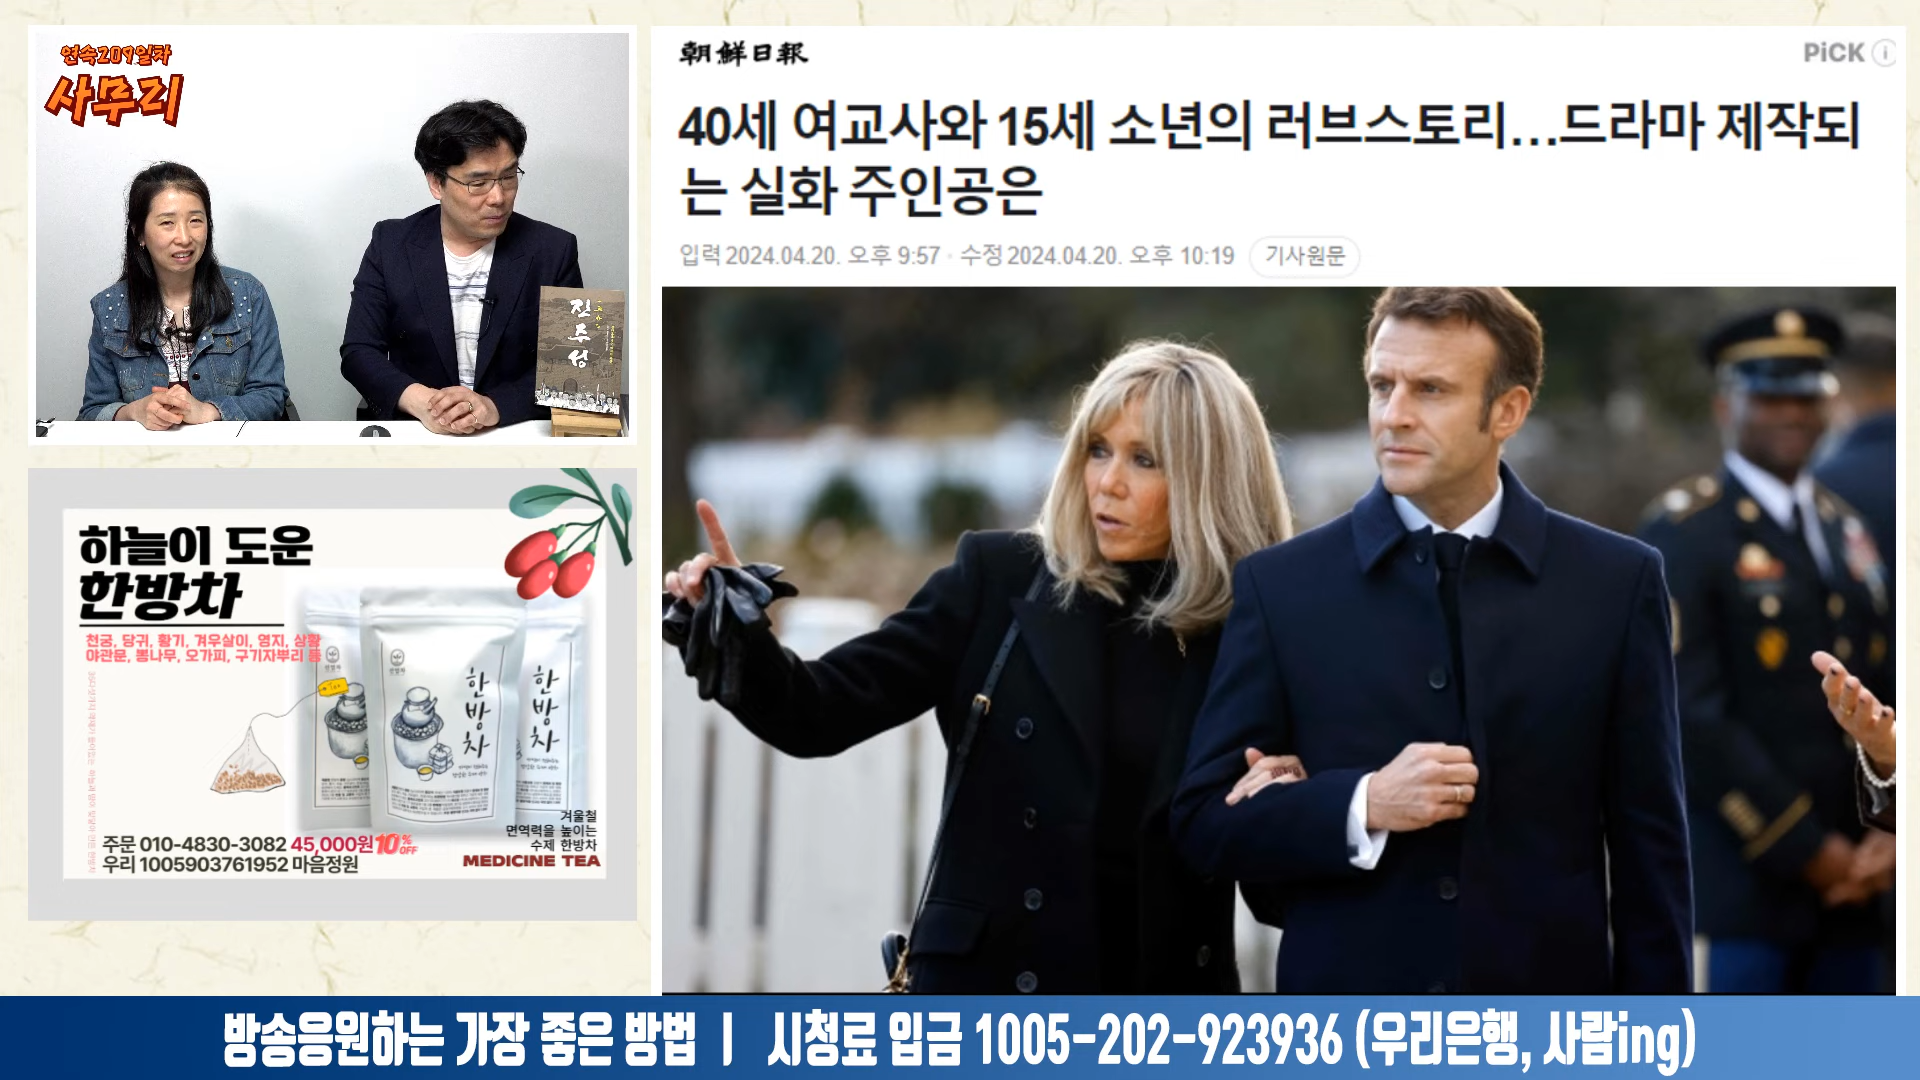 연속209일차
사무리
진주성
朝鮮日報
PiCK
40세 여교사와 15세 소년의 러브스토리…드라마 제작되
는 실화 주인공은
입력 2024.04.20. 오후 9:57 · 수정 2024.04.20. 오후 10:19
기사원문
하늘이 도운
한방차
천궁, 당귀, 황기, 겨우살이, 영지, 상황
야관문, 뽕나무, 오가피, 구기자뿌리 등
한방차
한방차
겨울철
면역력을 높이는
수제 한방차
MEDICINE TEA
주문 010-4830-3082 45,000원 10% OFF
우리 1005903761952 마음정원
방송응원하는 가장 좋은 방법 | 시청료 입금 1005-202-923936 (우리은행, 사람ing)